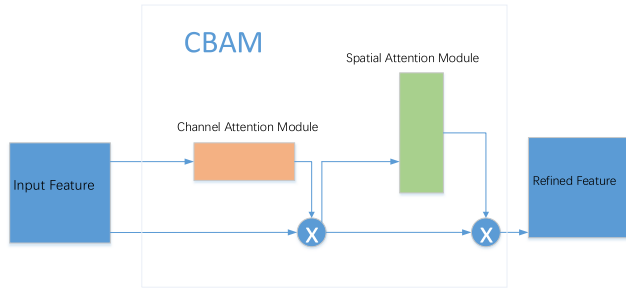 CBAM
Spatial Attention Module
Channel Attention Module
Input Feature
Refined Feature
X
X